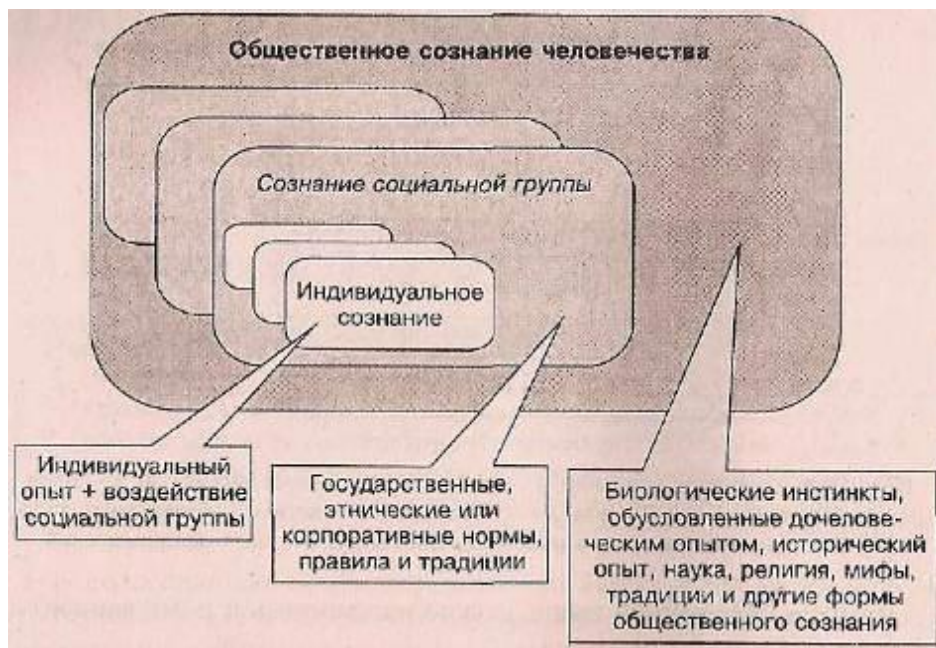 Общественное сознание человечества
Сознание социальной группы
Индивидуальное
сознание
Индивидуальный
опыт + воздействие
социальной группы
Государственные,
этнические или
корпоративные нормы,
правила и традиции
Биологические инстинкты,
обусловленные дочелове-
ческим опытом, исторический
опыт, наука, религия, мифы,
традиции и другие формы
общественного сознания